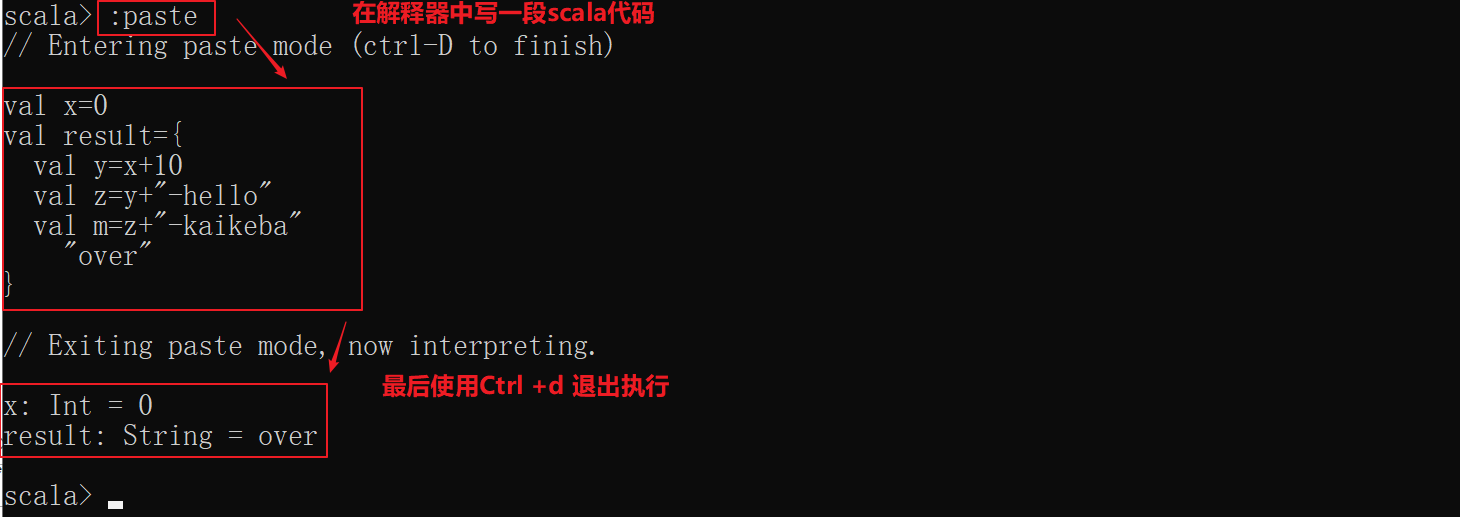 scala> :paste
在解释器中写一段scala代码
// Entering paste mode (ctrl-D to finish)
val x=0
val result={
  val y=x+10
  val z=y+"-hello"
  val m=z+"-kaikeba"
    "over"
}
// Exiting paste mode, now interpreting.
最后使用Ctrl +d 退出执行
x: Int = 0
result: String = over
scala>